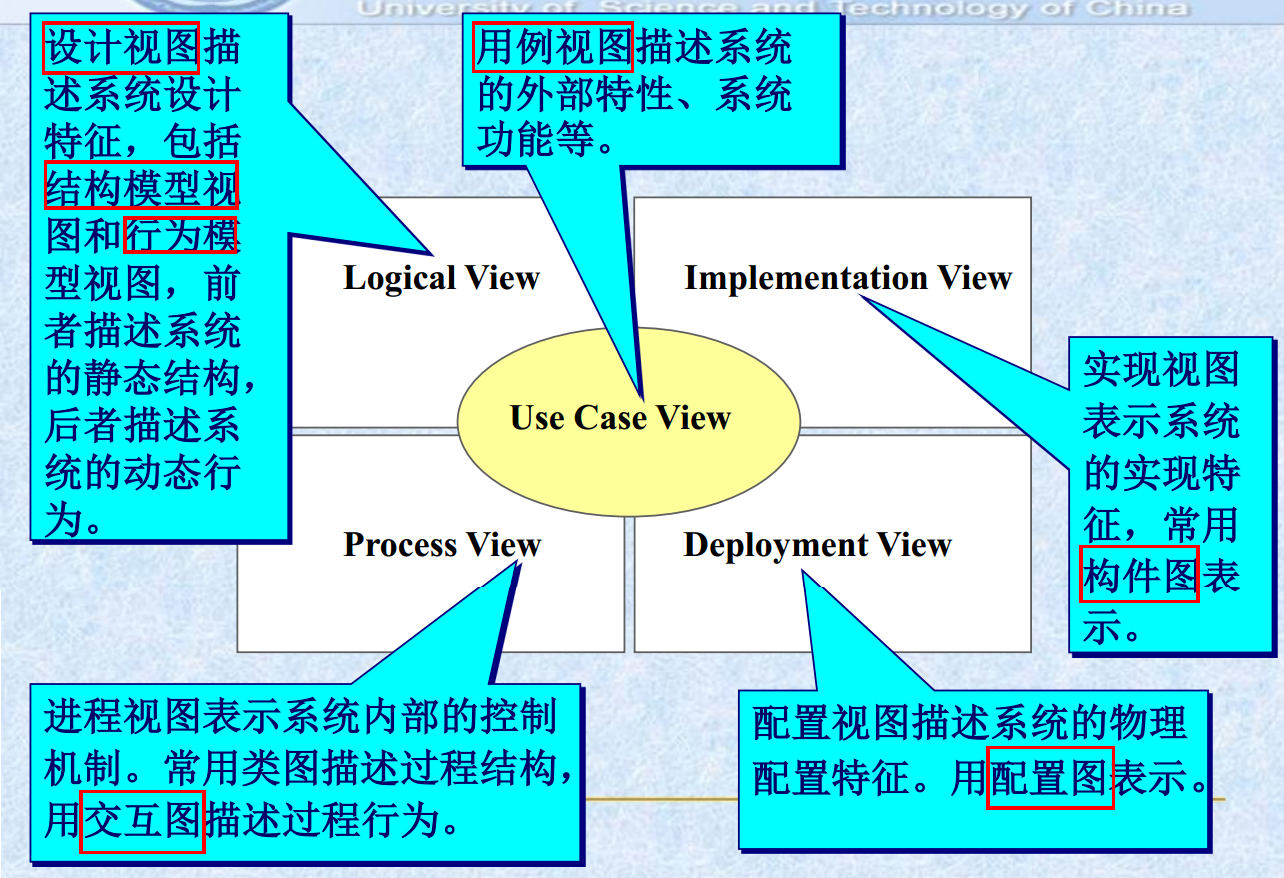 University of Science and Technology of China
设计视图描
述系统设计
特征，包括
结构模型视
图和行为模
型视图，前
者描述系统
的静态结构，
后者描述系
统的动态行
为。
用例视图描述系统
的外部特性、系统
功能等。
Logical View
Implementation View
Use Case View
实现视图
表示系统
的实现特
征，常用
构件图表
示。
Process View
Deployment View
进程视图表示系统内部的控制
机制。常用类图描述过程结构，
用交互图描述过程行为。
配置视图描述系统的物理
配置特征。用配置图表示。